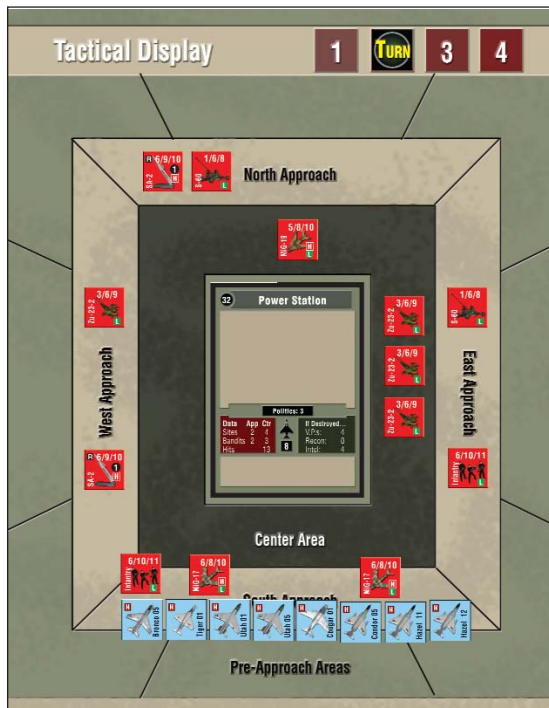 Tactical Display
1
TURN
3
4
R 6/9/10
SA-2
1
H
1/6/8
S-60
L
North Approach
5/8/10
MiG-19
H
L
3/6/9
Zu-23-2
L
West Approach
R 6/9/10
SA-2
1
H
32
Power Station
Politics: 3
Data App Ctr
Sites 2 4
Bandits 2 3
Hits 13
8
If Destroyed...
V.P.s: 4
Recon: 0
Intel: 4
3/6/9
Zu-23-2
L
3/6/9
Zu-23-2
L
3/6/9
Zu-23-2
L
1/6/8
S-60
L
East Approach
6/10/11
Infantry
L
Center Area
6/10/11
Infantry
L
6/8/10
MiG-17
H
L
6/8/10
MiG-17
H
L
South Approach
H
Bronco 05
H
Tiger 01
H
Utah 01
H
Utah 05
H
Cougar 01
H
Condor 05
H
Hazel 11
H
Hazel 12
Pre-Approach Areas